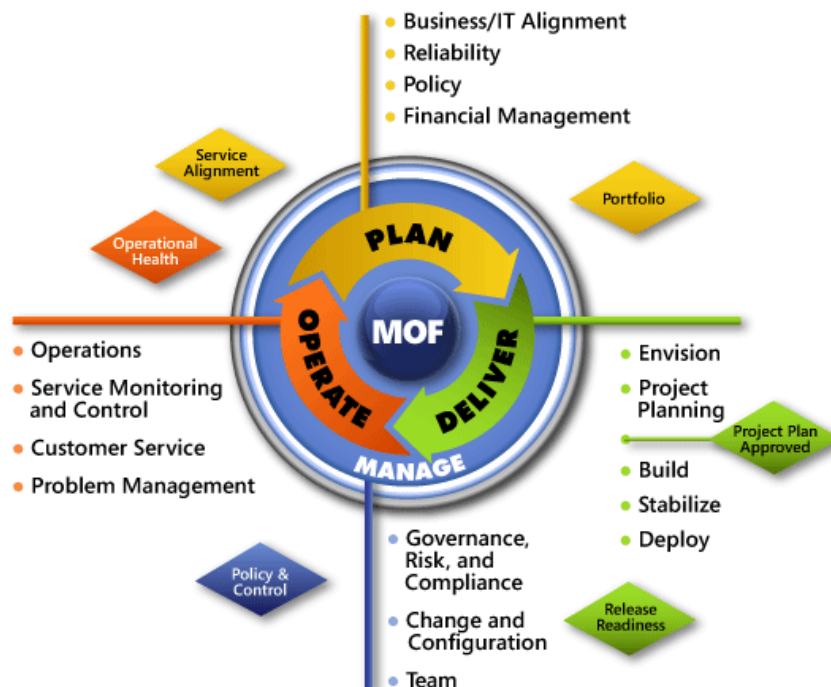 Business/IT Alignment
Reliability
Policy
Financial Management
Service
Alignment
Portfolio
Operational
Health
PLAN
MOF
OPERATE
DELIVER
MANAGE
Operations
Service Monitoring
and Control
Customer Service
Problem Management
Envision
Project
Planning
Project Plan
Approved
Build
Stabilize
Deploy
Policy &
Control
Governance,
Risk, and
Compliance
Change and
Configuration
Team
Release
Readiness